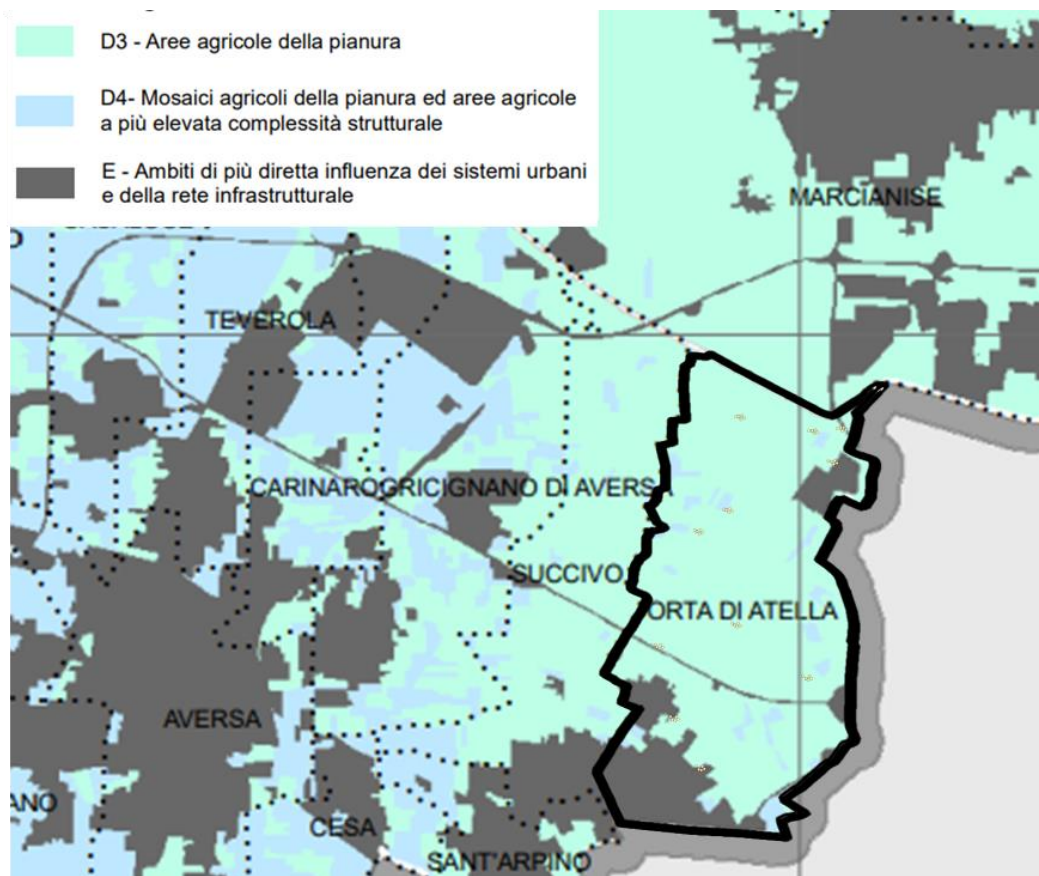 D3 - Aree agricole della pianura
D4- Mosaici agricoli della pianura ed aree agricole
a più elevata complessità strutturale
E - Ambiti di più diretta influenza dei sistemi urbani
e della rete infrastrutturale
MARCIANISE
TEVEROLA
CARINAROGRICIGNANO DI AVERSA
SUCCIVO
ORTA DI ATELLA
AVERSA
ANO
CESA
SANT'ARPINO